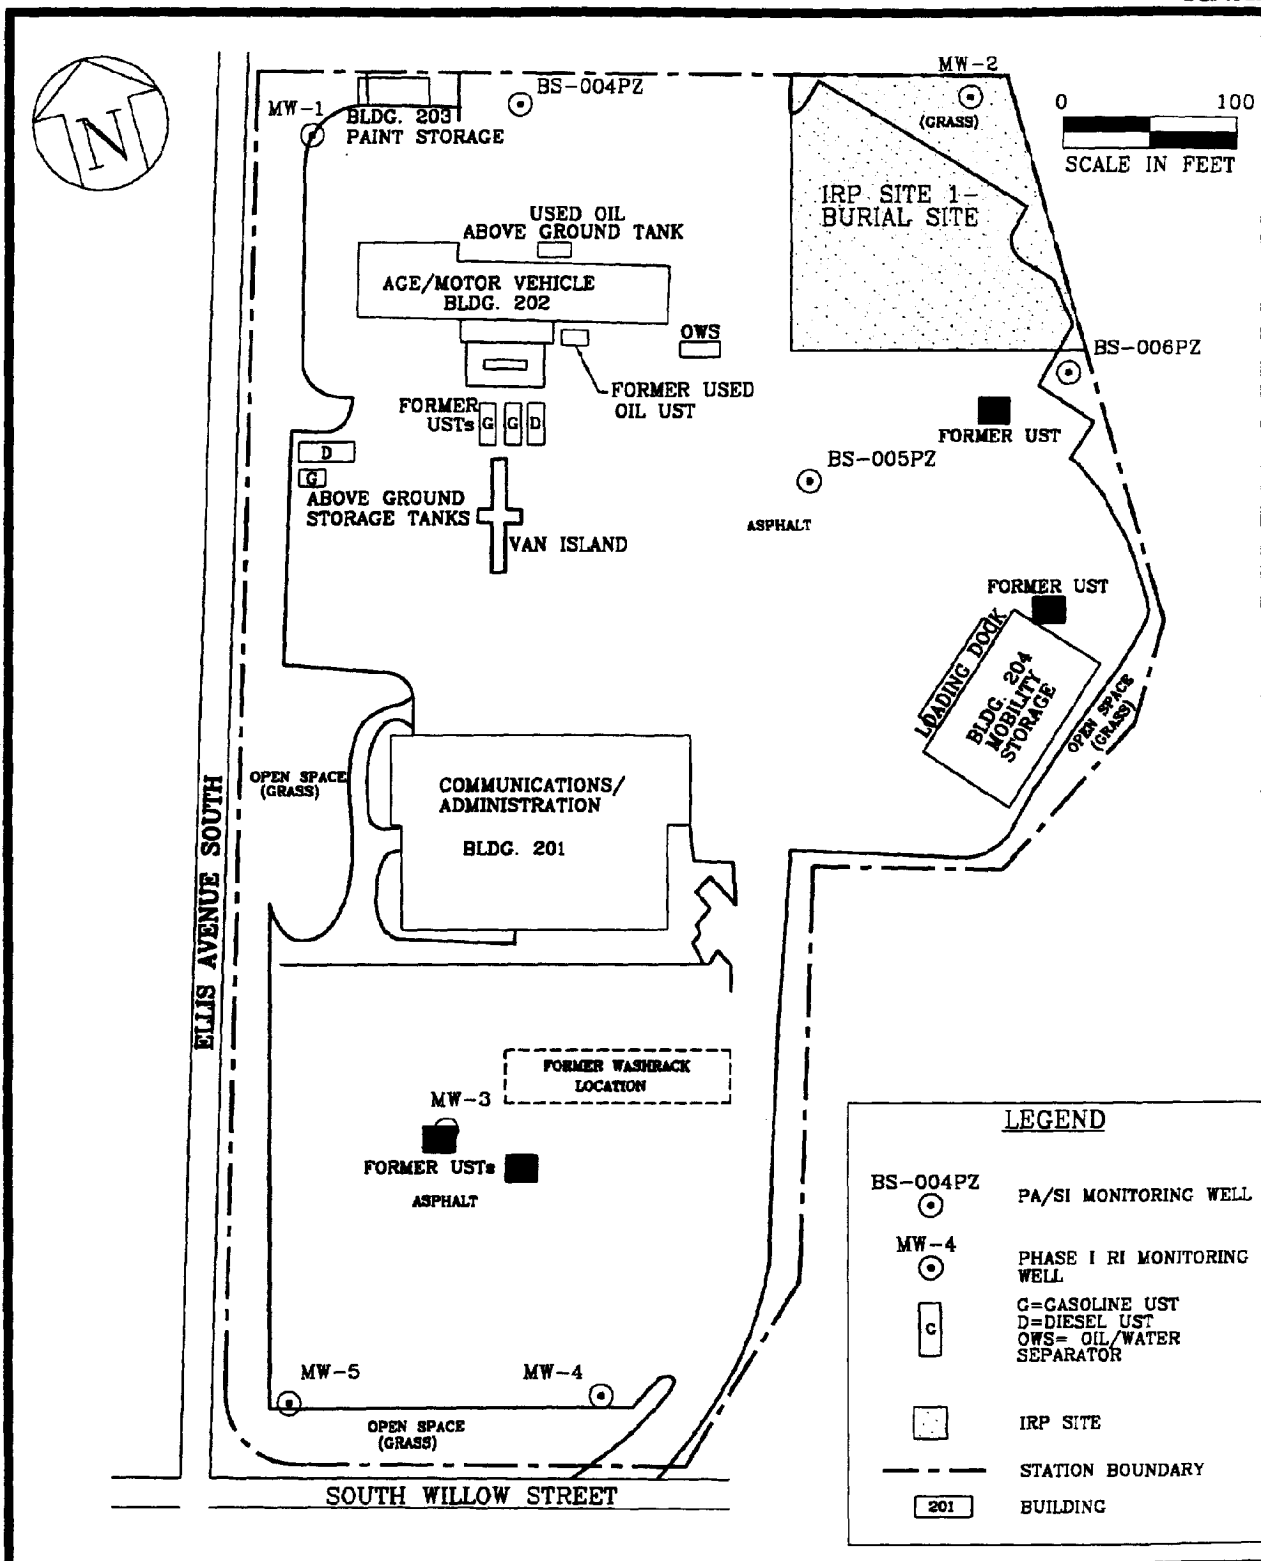 N
MW-2
BS-004PZ
MW-1
BLDG. 203
PAINT STORAGE
(GRASS)
0 100
SCALE IN FEET
IRP SITE 1-
BURIAL SITE
USED OIL
ABOVE GROUND TANK
AGE/MOTOR VEHICLE
BLDG. 202
OWS
BS-006PZ
FORMER USED
OIL UST
FORMER
USTs
G G D
FORMER UST
D
G
BS-005PZ
ABOVE GROUND
STORAGE TANKS
ASPHALT
VAN ISLAND
FORMER UST
LOADING DOCK
BLDG. 204
MOBILITY
STORAGE
OPEN SPACE
(GRASS)
OPEN SPACE
(GRASS)
COMMUNICATIONS/
ADMINISTRATION
BLDG. 201
ELLIS AVENUE SOUTH
FORMER WASHRACK
LOCATION
MW-3
FORMER USTs
ASPHALT
MW-5
MW-4
OPEN SPACE
(GRASS)
SOUTH WILLOW STREET
LEGEND
BS-004PZ
PA/SI MONITORING WELL
MW-4
PHASE I RI MONITORING
WELL
G
G=GASOLINE UST
D=DIESEL UST
OWS= OIL/WATER
SEPARATOR
IRP SITE
STATION BOUNDARY
201
BUILDING